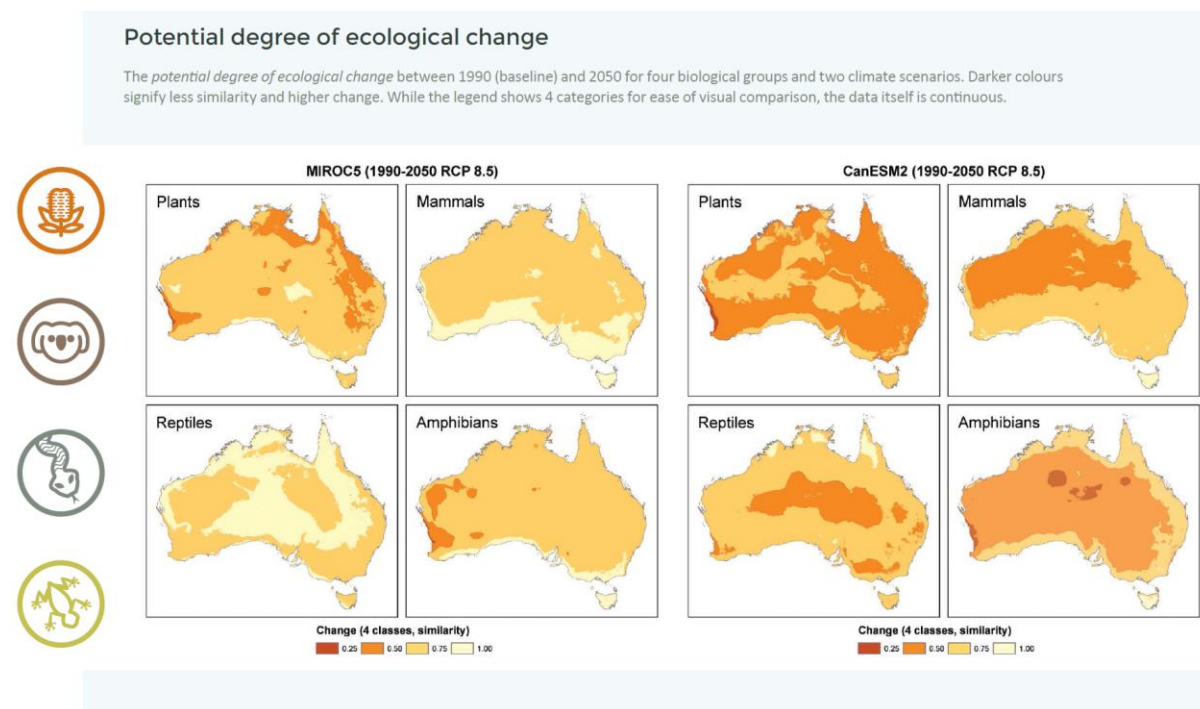 Potential degree of ecological change
The potential degree of ecological change between 1990 (baseline) and 2050 for four biological groups and two climate scenarios. Darker colours
signify less similarity and higher change. While the legend shows 4 categories for ease of visual comparison, the data itself is continuous.
MIROC5 (1990-2050 RCP 8.5)
Plants
Mammals
Reptiles
Amphibians
Change (4 classes, similarity)
0.25 0.50 0.75 1.00
CanESM2 (1990-2050 RCP 8.5)
Plants
Mammals
Reptiles
Amphibians
Change (4 classes, similarity)
0.25 0.50 0.75 1.00